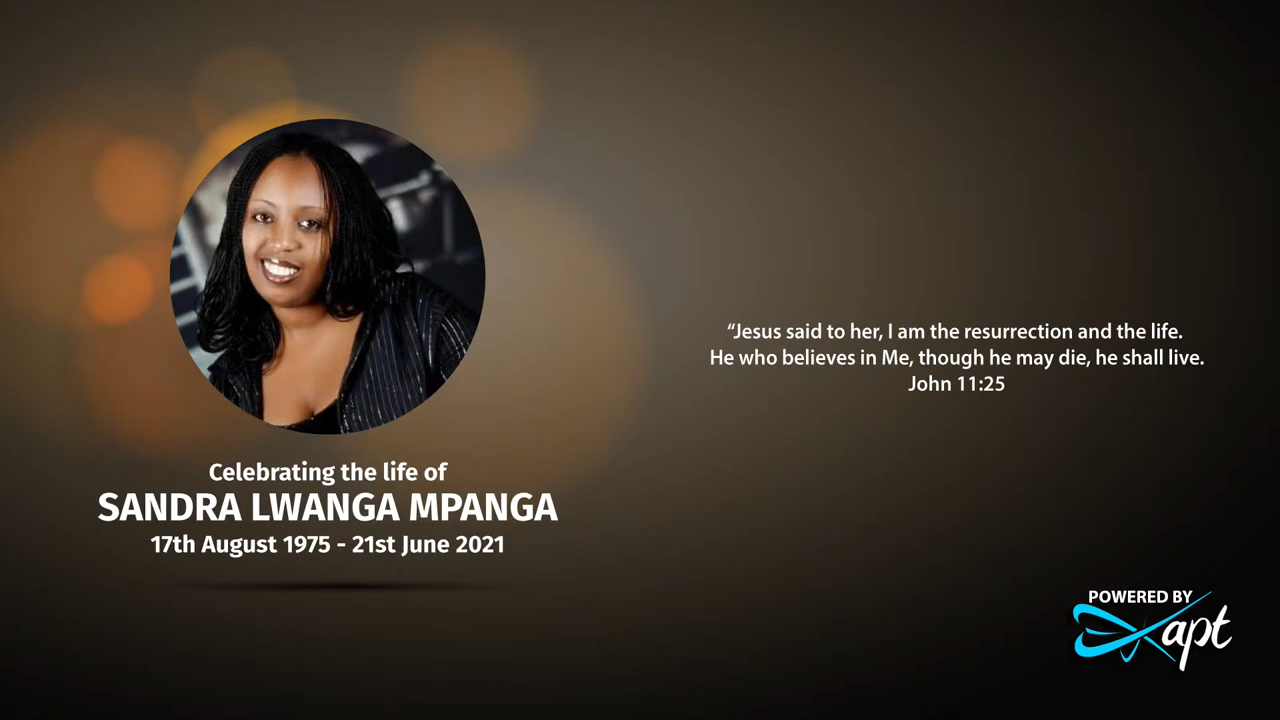 Celebrating the life of
SANDRA LWANGA MPANGA
17th August 1975 - 21st June 2021
“Jesus said to her, I am the resurrection and the life.
He who believes in Me, though he may die, he shall live.
John 11:25
POWERED BY
apt